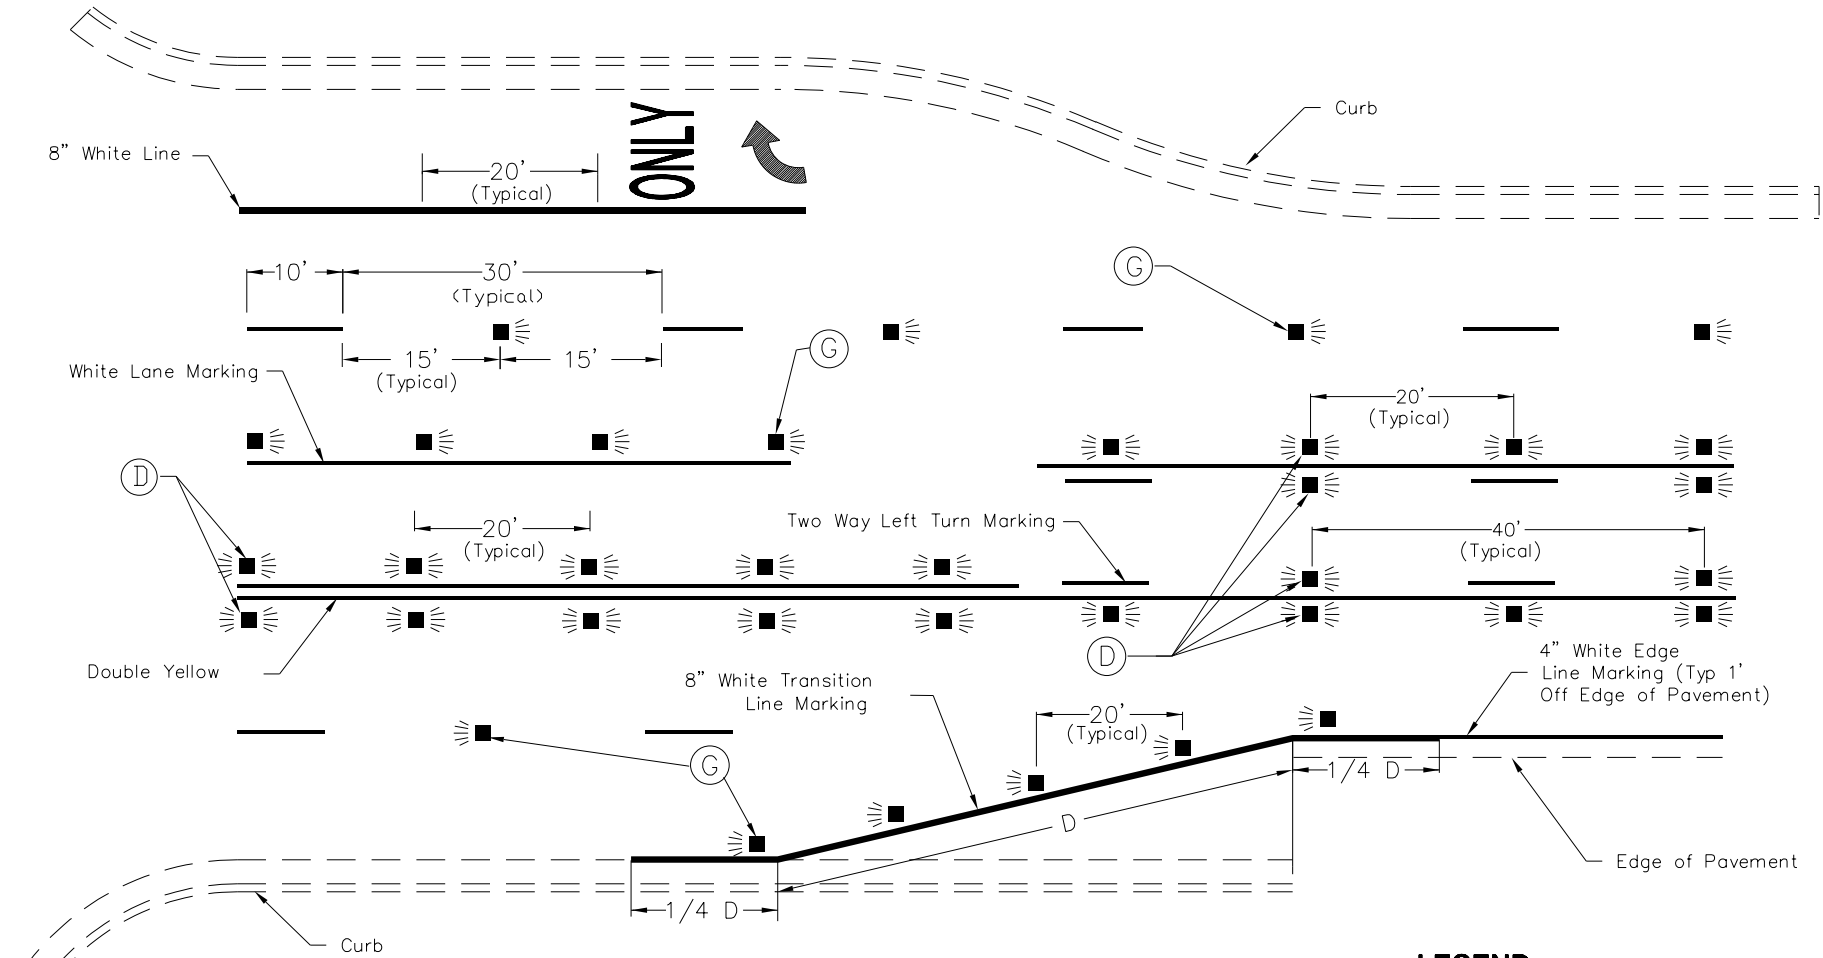 Curb
8" White Line
20'
(Typical)
ONLY
10'
30'
(Typical)
G
15'
(Typical)
15'
G
White Lane Marking
20'
(Typical)
D
20'
(Typical)
Two Way Left Turn Marking
40'
(Typical)
Double Yellow
D
4" White Edge
Line Marking (Typ 1'
Off Edge of Pavement)
8" White Transition
Line Marking
20'
(Typical)
G
1/4 D
D
Edge of Pavement
1/4 D
Curb
LEGEND